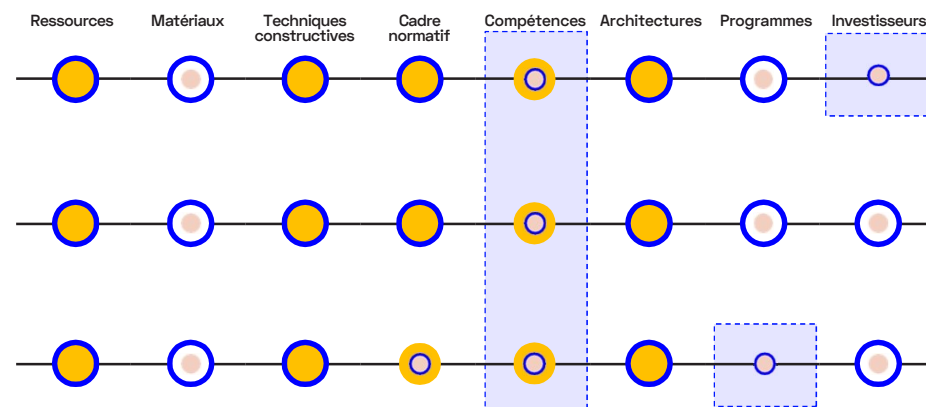 Ressources
Matériaux
Techniques
constructives
Cadre
normatif
Compétences
Architectures
Programmes
Investisseurs